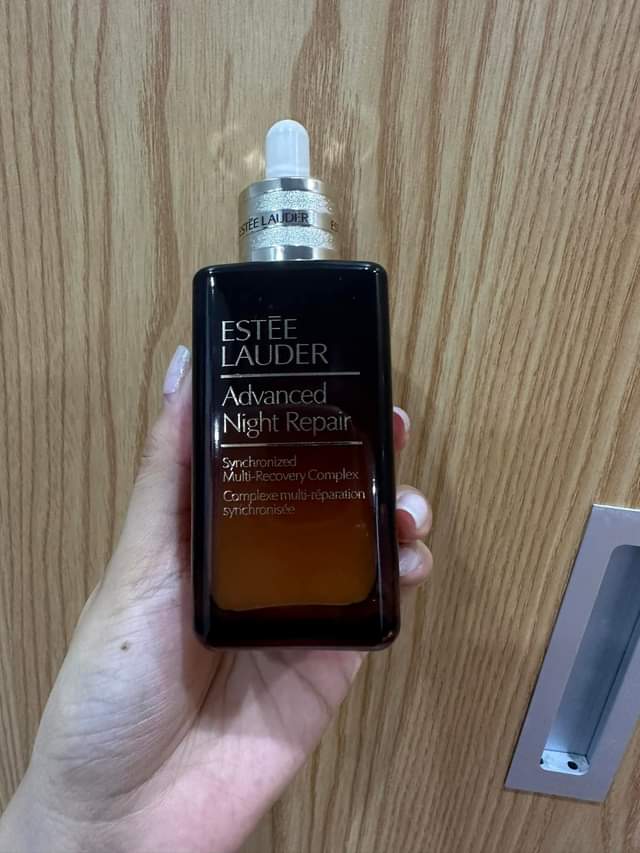 ESTĒE LAUDER
ESTĒE
LAUDER
Advanced
Night Repair
Synchronized
Multi-Recovery Complex
Complexe multi-réparation
synchronisée